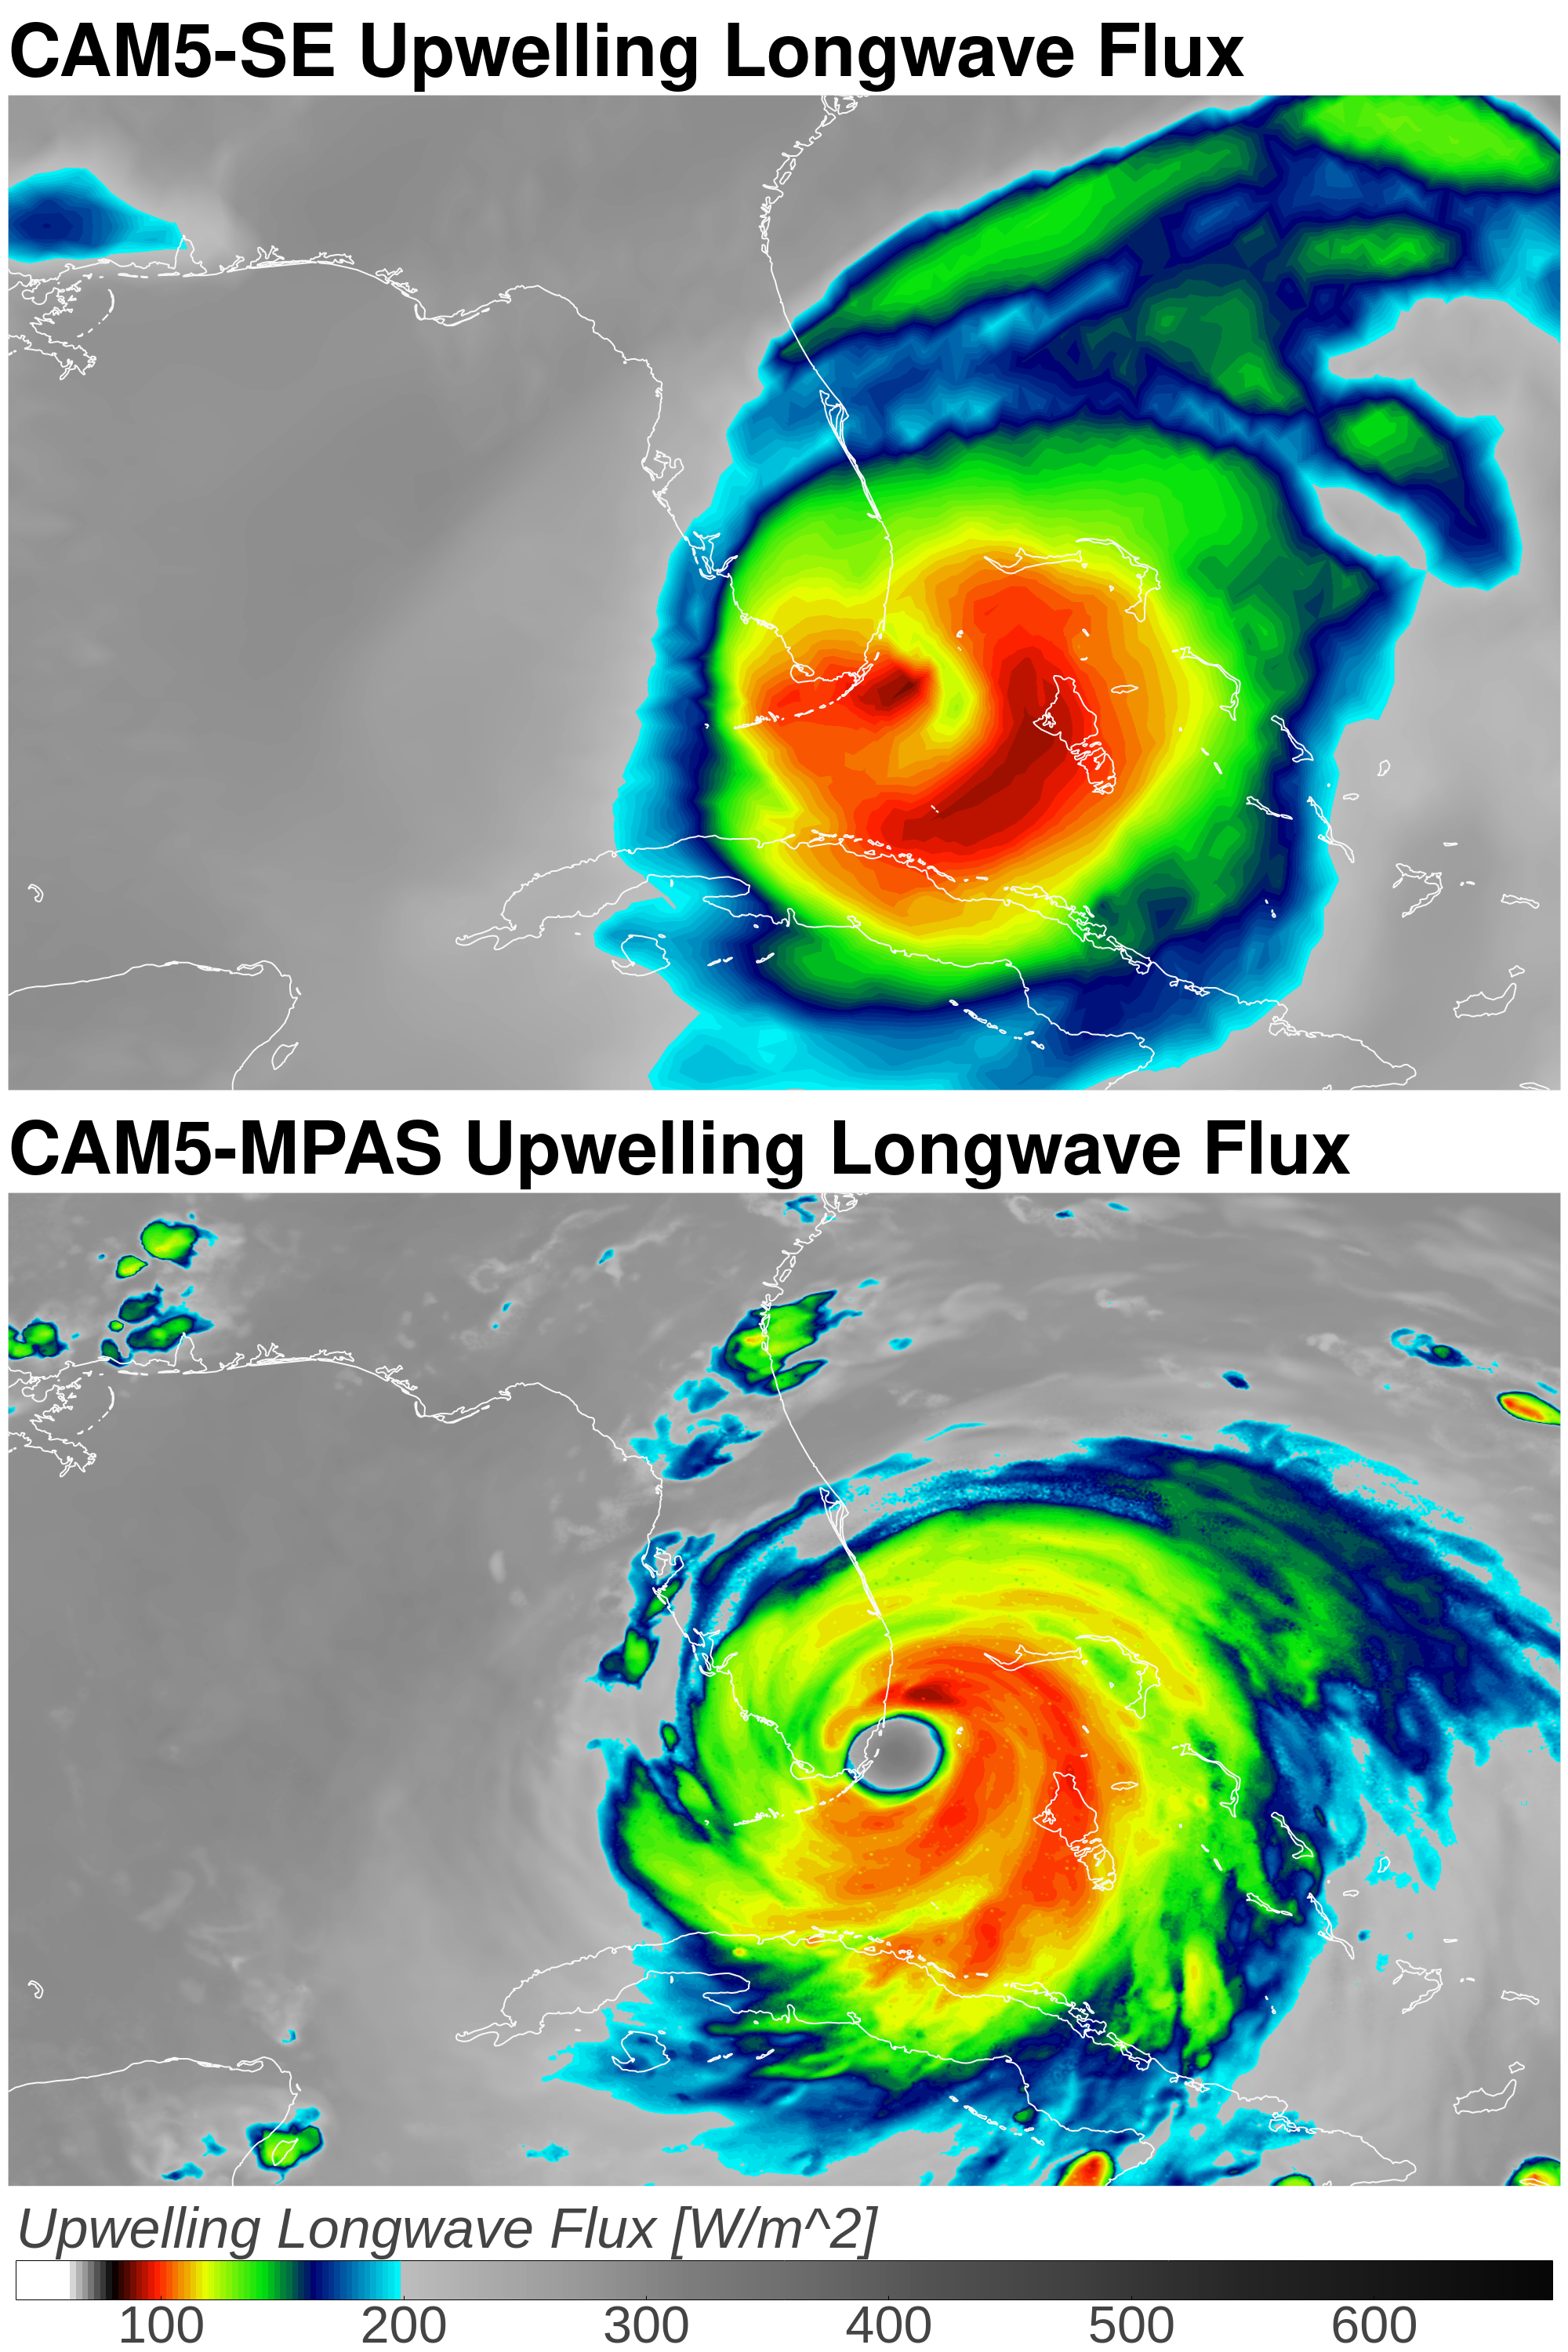 CAM5-SE Upwelling Longwave Flux
CAM5-MPAS Upwelling Longwave Flux
Upwelling Longwave Flux [W/m^2]
100 200 300 400 500 600